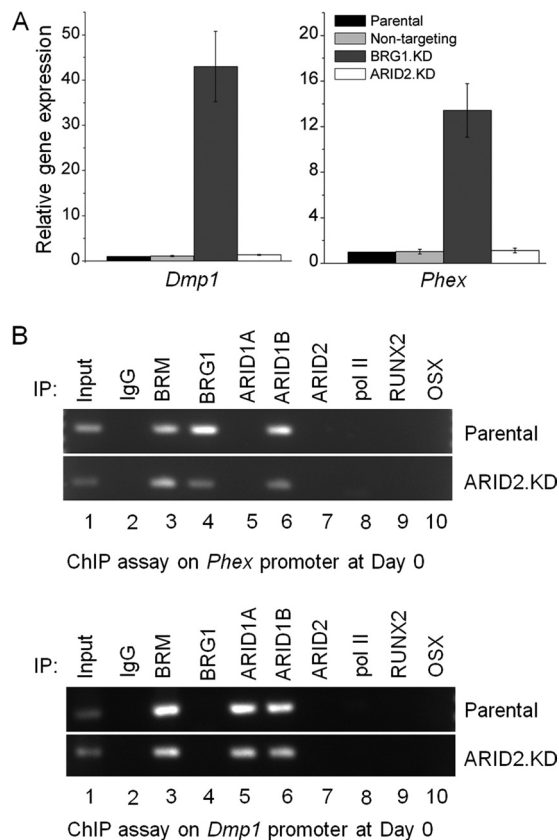 A
Relative gene expression
50
40
30
20
10
0
Dmp1
20
16
12
8
4
0
Phex
Parental
Non-targeting
BRG1.KD
ARID2.KD
B
IP: Input IgG BRM BRG1 ARID1A ARID1B ARID2 pol II RUNX2 OSX
Parental
ARID2.KD
1 2 3 4 5 6 7 8 9 10
ChIP assay on Phex promoter at Day 0
IP: Input IgG BRM BRG1 ARID1A ARID1B ARID2 pol II RUNX2 OSX
Parental
ARID2.KD
1 2 3 4 5 6 7 8 9 10
ChIP assay on Dmp1 promoter at Day 0